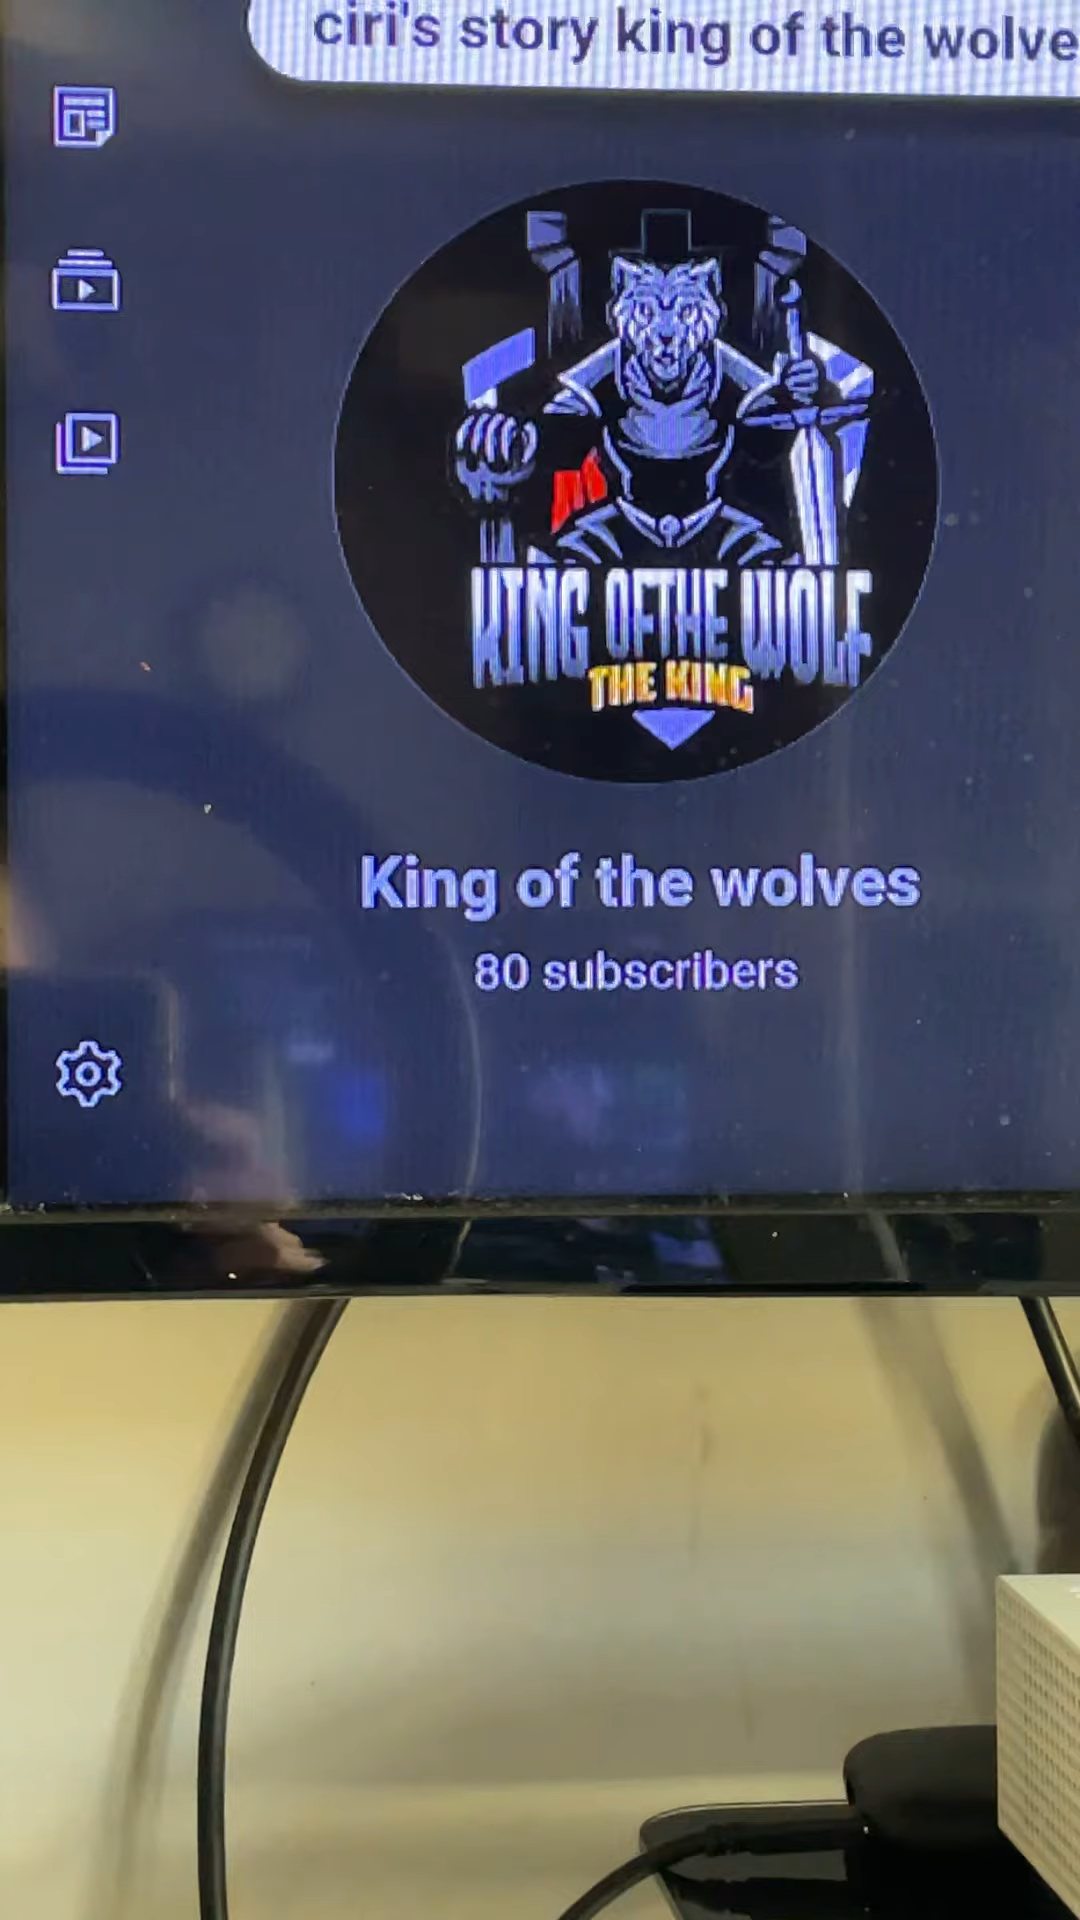 ciri's story king of the wolve
KING OFTHE WOLF
THE KING
King of the wolves
80 subscribers